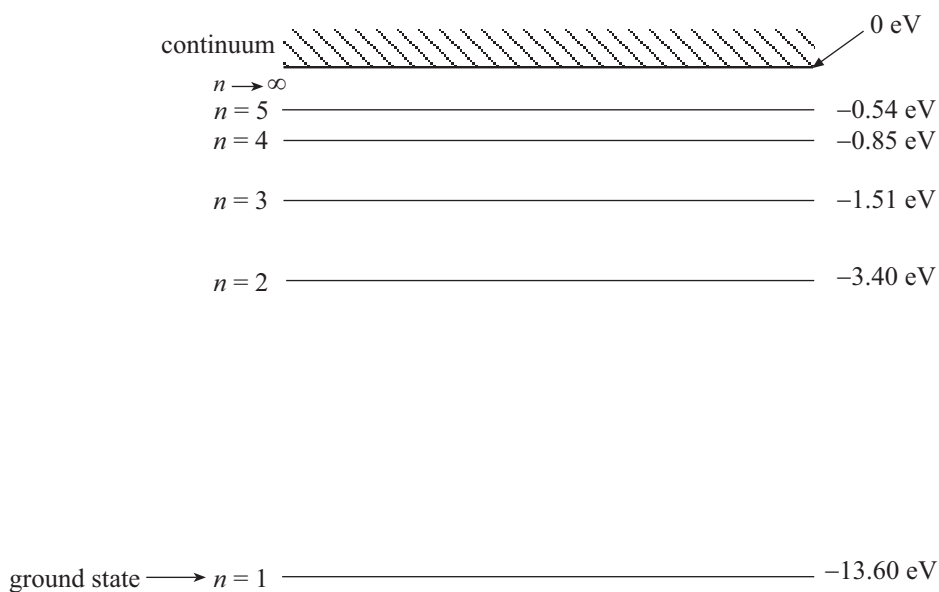 0 eV
continuum
n → ∞
n = 5 −0.54 eV
n = 4 −0.85 eV
n = 3 −1.51 eV
n = 2 −3.40 eV
ground state → n = 1 −13.60 eV